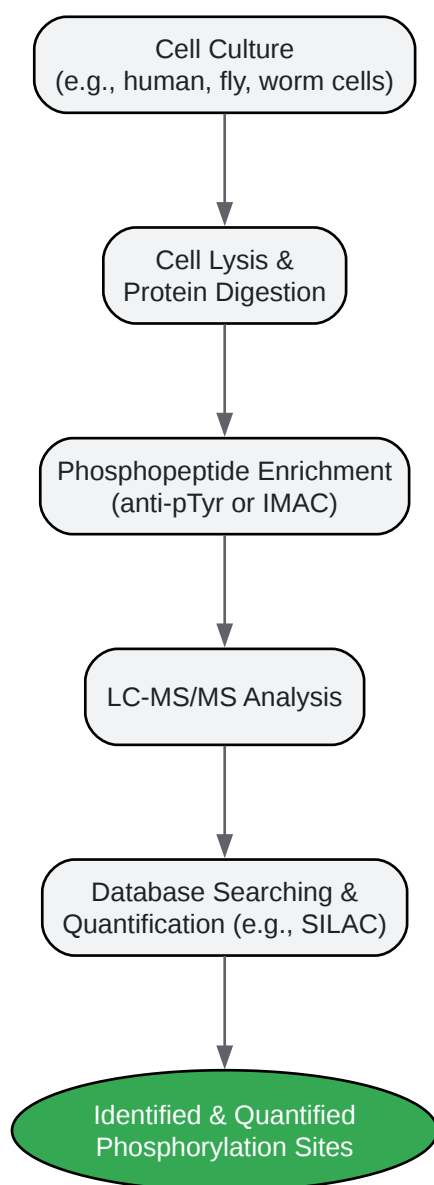 Cell Culture
(e.g., human, fly, worm cells)
Cell Lysis &
Protein Digestion
Phosphopeptide Enrichment
(anti-pTyr or IMAC)
LC-MS/MS Analysis
Database Searching &
Quantification (e.g., SILAC)
Identified & Quantified
Phosphorylation Sites